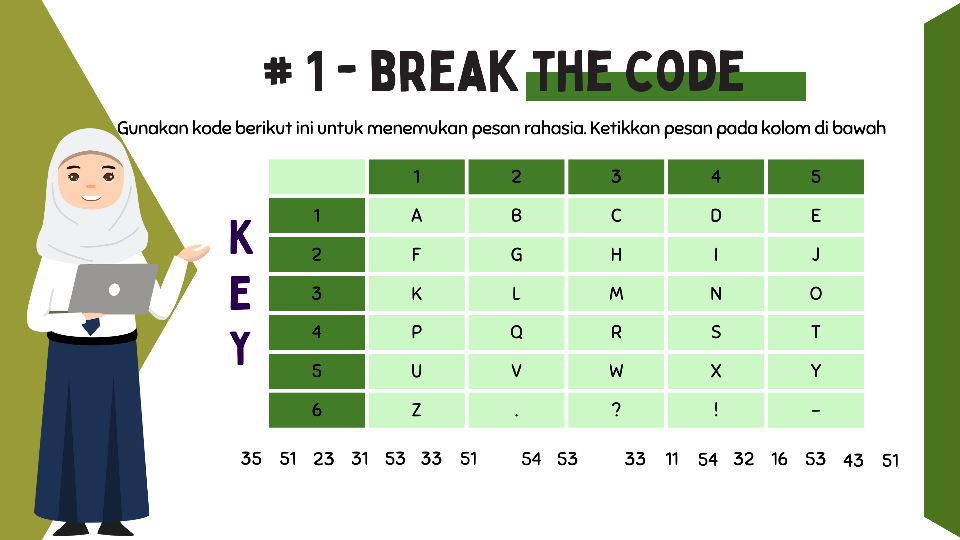 # 1 - BREAK THE CODE
Gunakan kode berikut ini untuk menemukan pesan rahasia. Ketikkan pesan pada kolom di bawah
KEY
1 2 3 4 5
1 A B C D E
2 F G H I J
3 K L M N O
4 P Q R S T
5 U V W X Y
6 Z . ? ! -
35 51 23 31 53 33 51 54 53 33 11 54 32 16 53 43 51